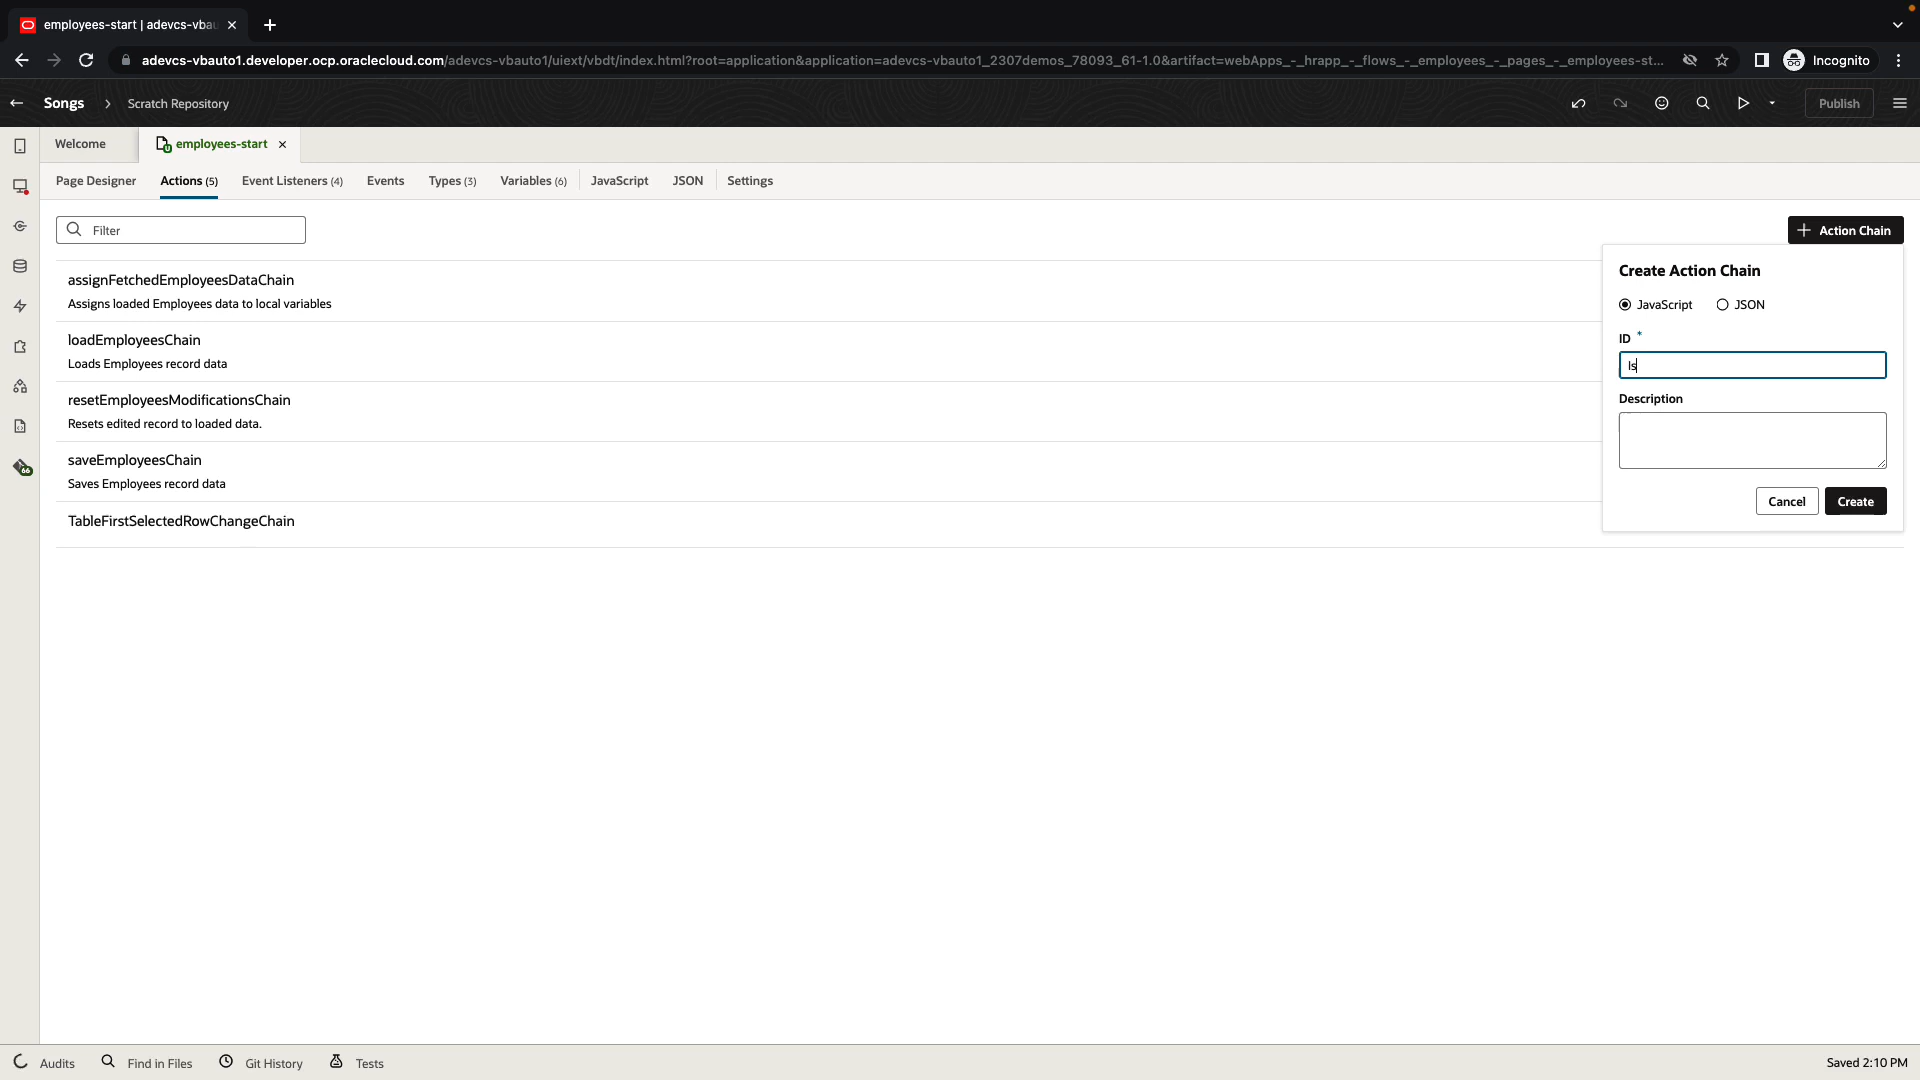 employees-start | adevcs-vbau
adevcs-vbauto1.developer.ocp.oraclecloud.com/adevcs-vbauto1/uiext/vbdt/index.html?root=application&application=adevcs-vbauto1_2307demos_78093_61-1.0&artifact=webApps_-_hrapp_-_flows_-_employees_-_pages_-_employees-st...
Incognito
Songs
Scratch Repository
Publish
Welcome
employees-start
Page Designer
Actions (5)
Event Listeners (4)
Events
Types (3)
Variables (6)
JavaScript
JSON
Settings
Filter
Action Chain
assignFetchedEmployeesDataChain
Assigns loaded Employees data to local variables
loadEmployeesChain
Loads Employees record data
resetEmployeesModificationsChain
Resets edited record to loaded data.
saveEmployeesChain
Saves Employees record data
TableFirstSelectedRowChangeChain
Create Action Chain
JavaScript
JSON
ID *
Is
Description
Cancel
Create
66
Audits
Find in Files
Git History
Tests
Saved 2:10 PM